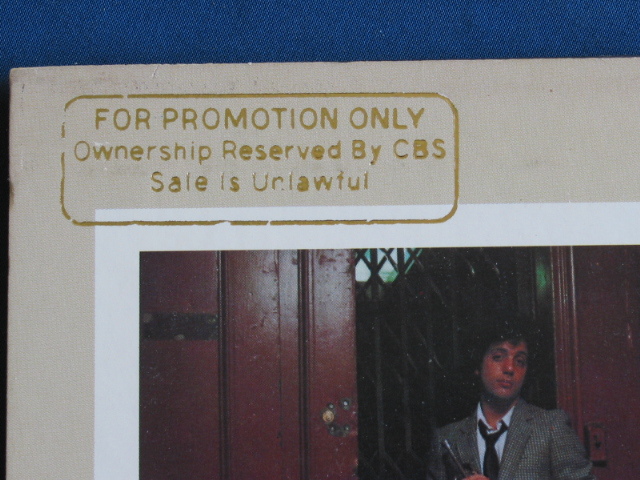 FOR PROMOTION ONLY
Ownership Reserved By CBS
Sale Is Unlawful